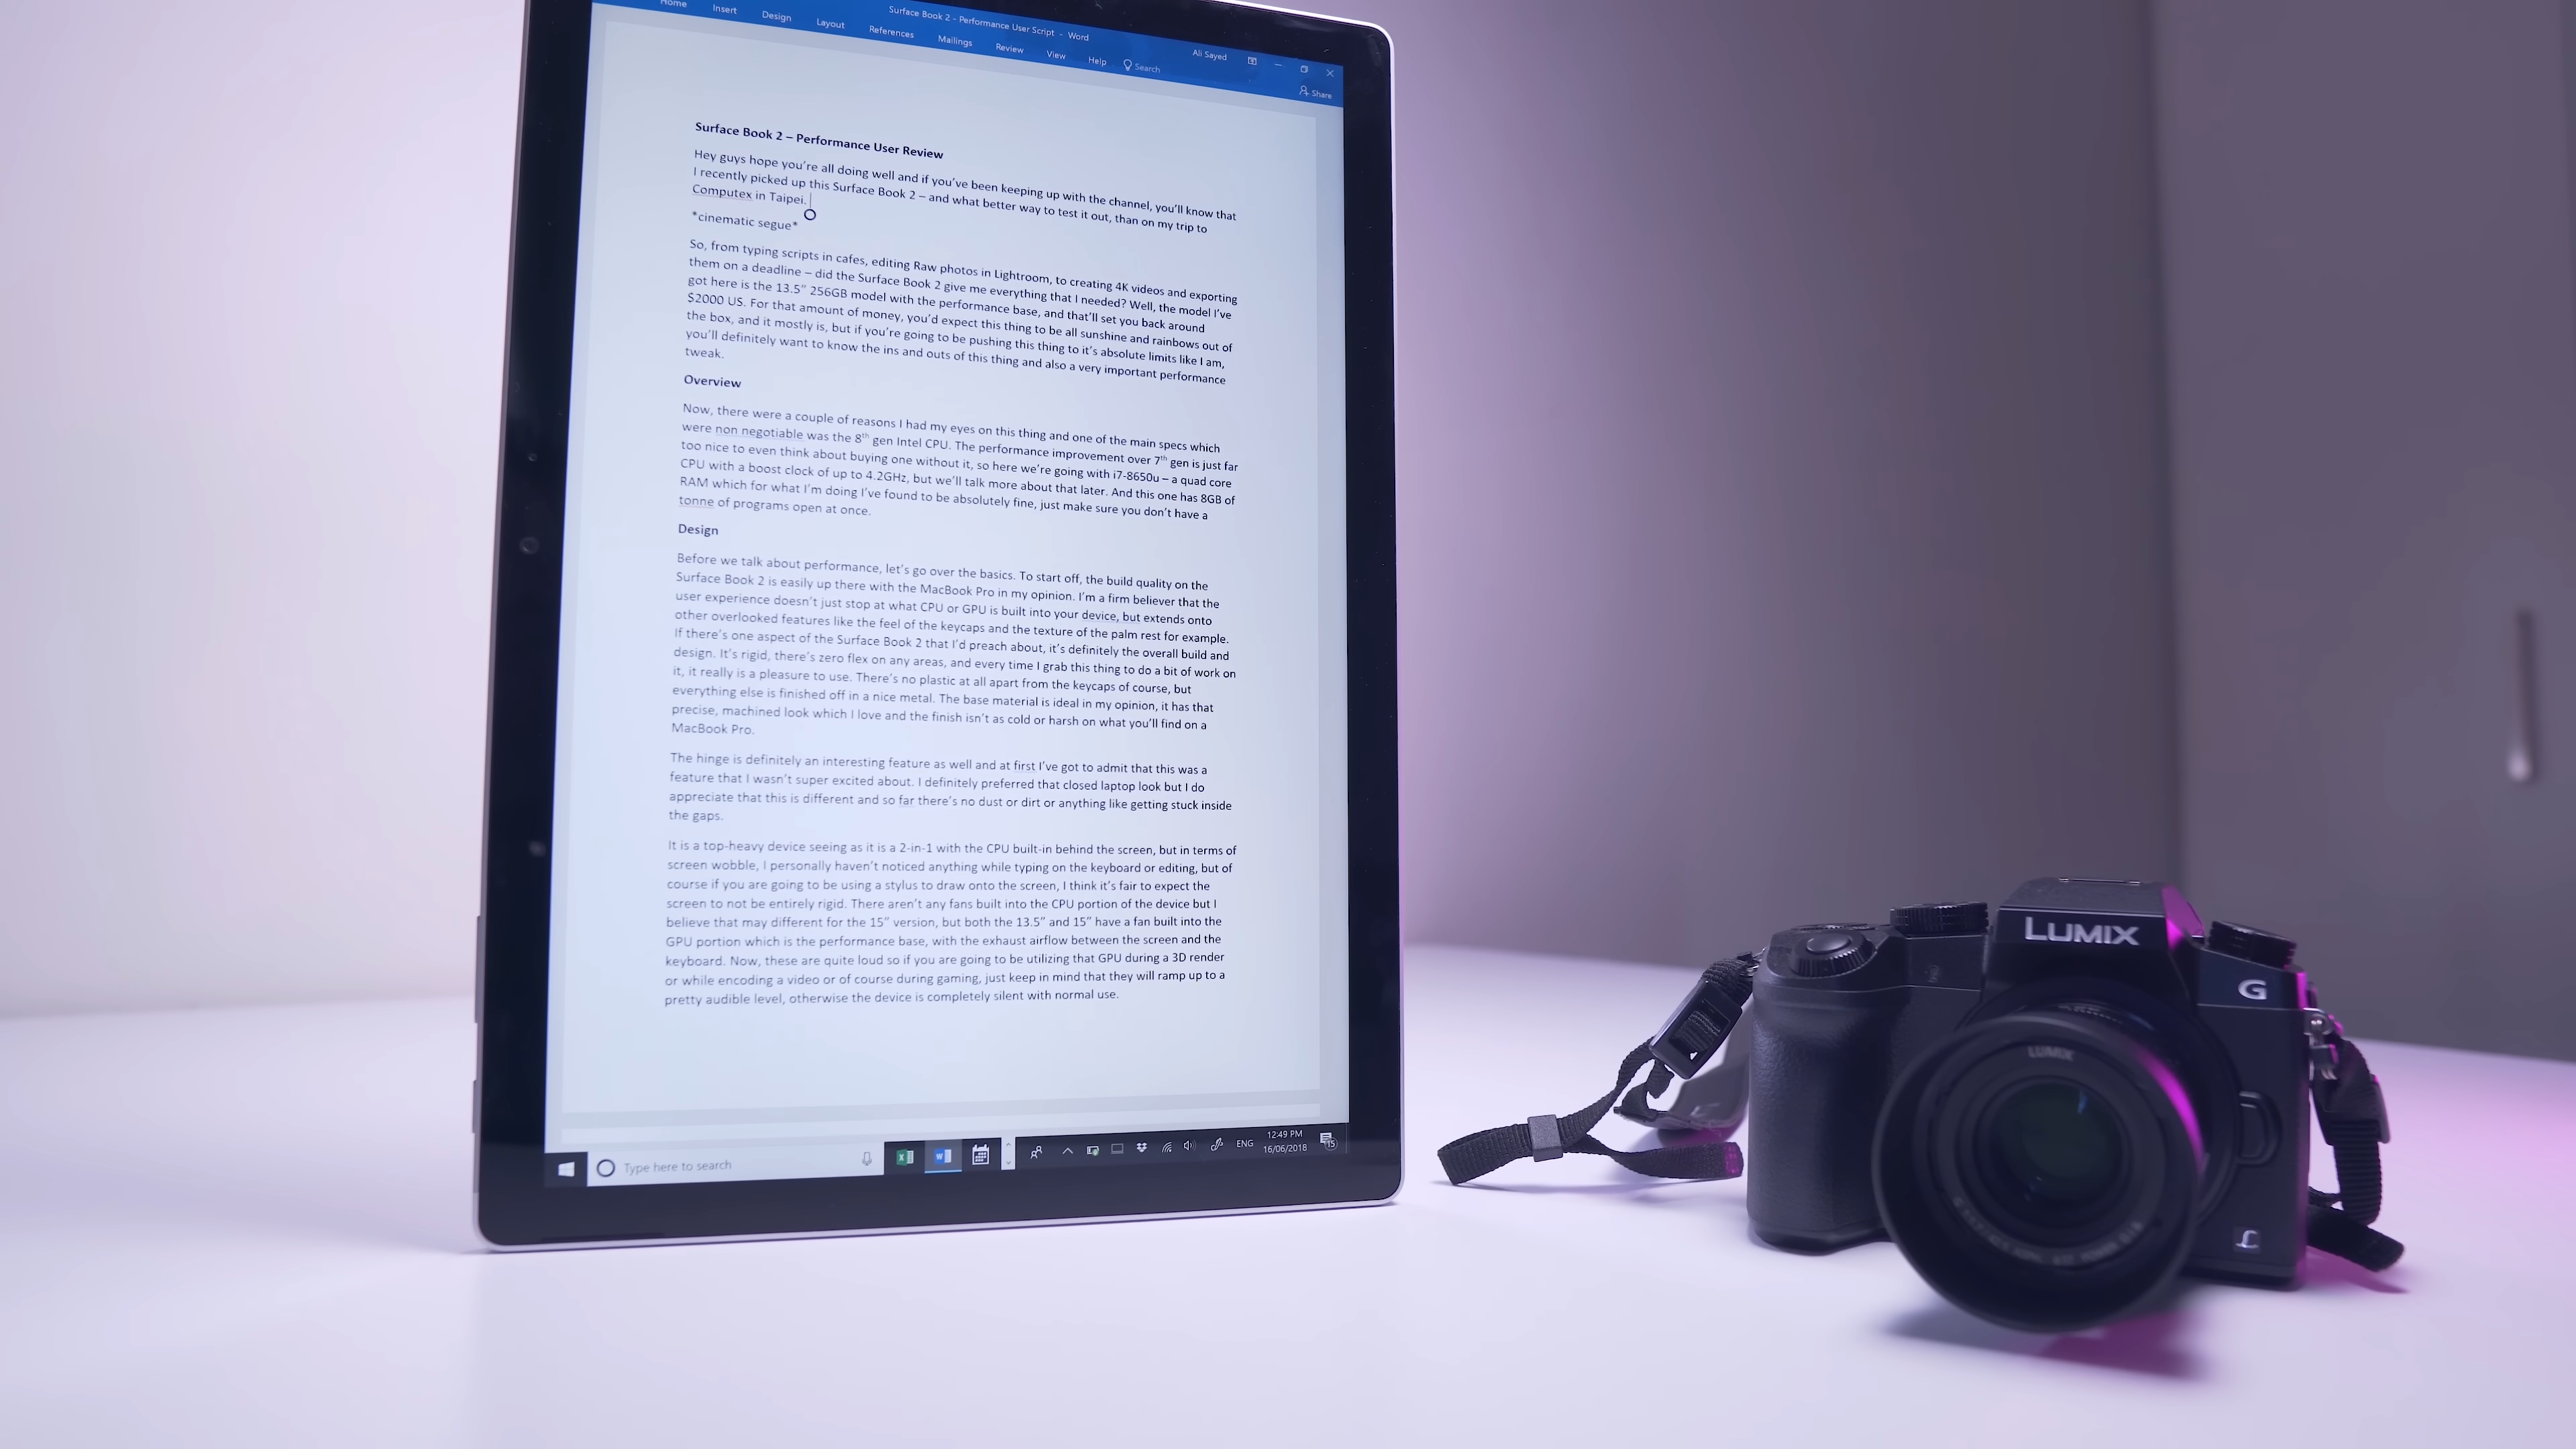 Surface Book 2 - Performance User Script - Word
Ali Sayed
Home Insert Design Layout References Mailings Review View Help Search
Share
Surface Book 2 – Performance User Review
Hey guys hope you're all doing well and if you've been keeping up with the channel, you'll know that
I recently picked up this Surface Book 2 – and what better way to test it out, than on my trip to
Computex in Taipei.
*cinematic segue*
So, from typing scripts in cafes, editing Raw photos in Lightroom, to creating 4K videos and exporting
them on a deadline – did the Surface Book 2 give me everything that I needed? Well, the model I've
got here is the 13.5" 256GB model with the performance base, and that'll set you back around
$2000 US. For that amount of money, you'd expect this thing to be all sunshine and rainbows out of
the box, and it mostly is, but if you're going to be pushing this thing to it's absolute limits like I am,
you'll definitely want to know the ins and outs of this thing and also a very important performance
tweak.
Overview
Now, there were a couple of reasons I had my eyes on this thing and one of the main specs which
were non negotiable was the 8th gen Intel CPU. The performance improvement over 7th gen is just far
too nice to even think about buying one without it, so here we're going with i7-8650u – a quad core
CPU with a boost clock of up to 4.2GHz, but we'll talk more about that later. And this one has 8GB of
RAM which for what I'm doing I've found to be absolutely fine, just make sure you don't have a
tonne of programs open at once.
Design
Before we talk about performance, let's go over the basics. To start off, the build quality on the
Surface Book 2 is easily up there with the MacBook Pro in my opinion. I'm a firm believer that the
user experience doesn't just stop at what CPU or GPU is built into your device, but extends onto
other overlooked features like the feel of the keycaps and the texture of the palm rest for example.
If there's one aspect of the Surface Book 2 that I'd preach about, it's definitely the overall build and
design. It's rigid, there's zero flex on any areas, and every time I grab this thing to do a bit of work on
it, it really is a pleasure to use. There's no plastic at all apart from the keycaps of course, but
everything else is finished off in a nice metal. The base material is ideal in my opinion, it has that
precise, machined look which I love and the finish isn't as cold or harsh on what you'll find on a
MacBook Pro.
The hinge is definitely an interesting feature as well and at first I've got to admit that this was a
feature that I wasn't super excited about. I definitely preferred that closed laptop look but I do
appreciate that this is different and so far there's no dust or dirt or anything like getting stuck inside
the gaps.
It is a top-heavy device seeing as it is a 2-in-1 with the CPU built-in behind the screen, but in terms of
screen wobble, I personally haven't noticed anything while typing on the keyboard or editing, but of
course if you are going to be using a stylus to draw onto the screen, I think it's fair to expect the
screen to not be entirely rigid. There aren't any fans built into the CPU portion of the device but I
believe that may different for the 15" version, but both the 13.5" and 15" have a fan built into the
GPU portion which is the performance base, with the exhaust airflow between the screen and the
keyboard. Now, these are quite loud so if you are going to be utilizing that GPU during a 3D render
or while encoding a video or of course during gaming, just keep in mind that they will ramp up to a
pretty audible level, otherwise the device is completely silent with normal use.
Type here to search
ENG
12:49 PM
16/06/2018
15
LUMIX
G
LUMIX
L